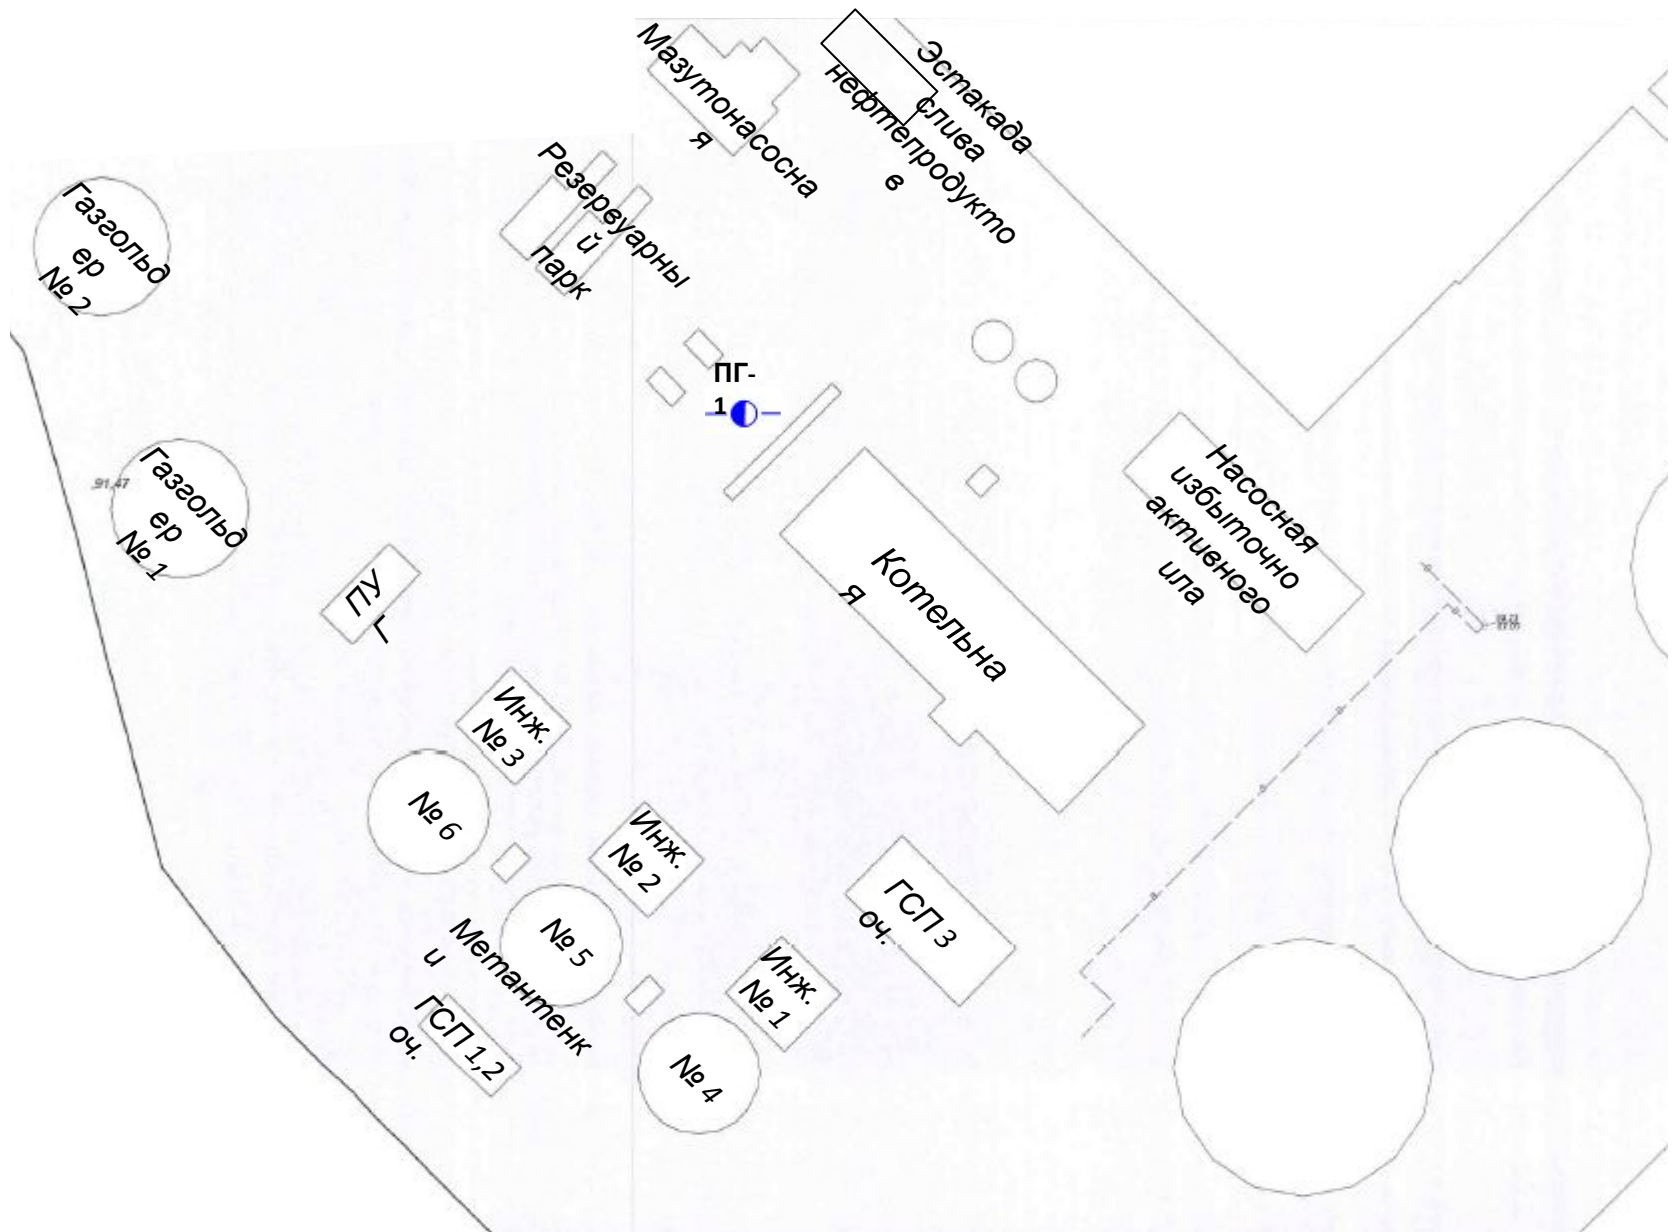 Мазутонасосна
я
Эстакада
слива
нефтепродукто
в
Резервуарны
й
парк
Газгольд
ер
№ 2
ПГ-
1
Газгольд
ер
№ 1
91,47
ПУ
Г
Котельна
я
Насосная
избыточно
активного
ила
Инж.
№ 3
№ 6
Инж.
№ 2
№ 5
Метантенк
и
ГСП 3
оч.
Инж.
№ 1
ГСП 1,2
оч.
№ 4